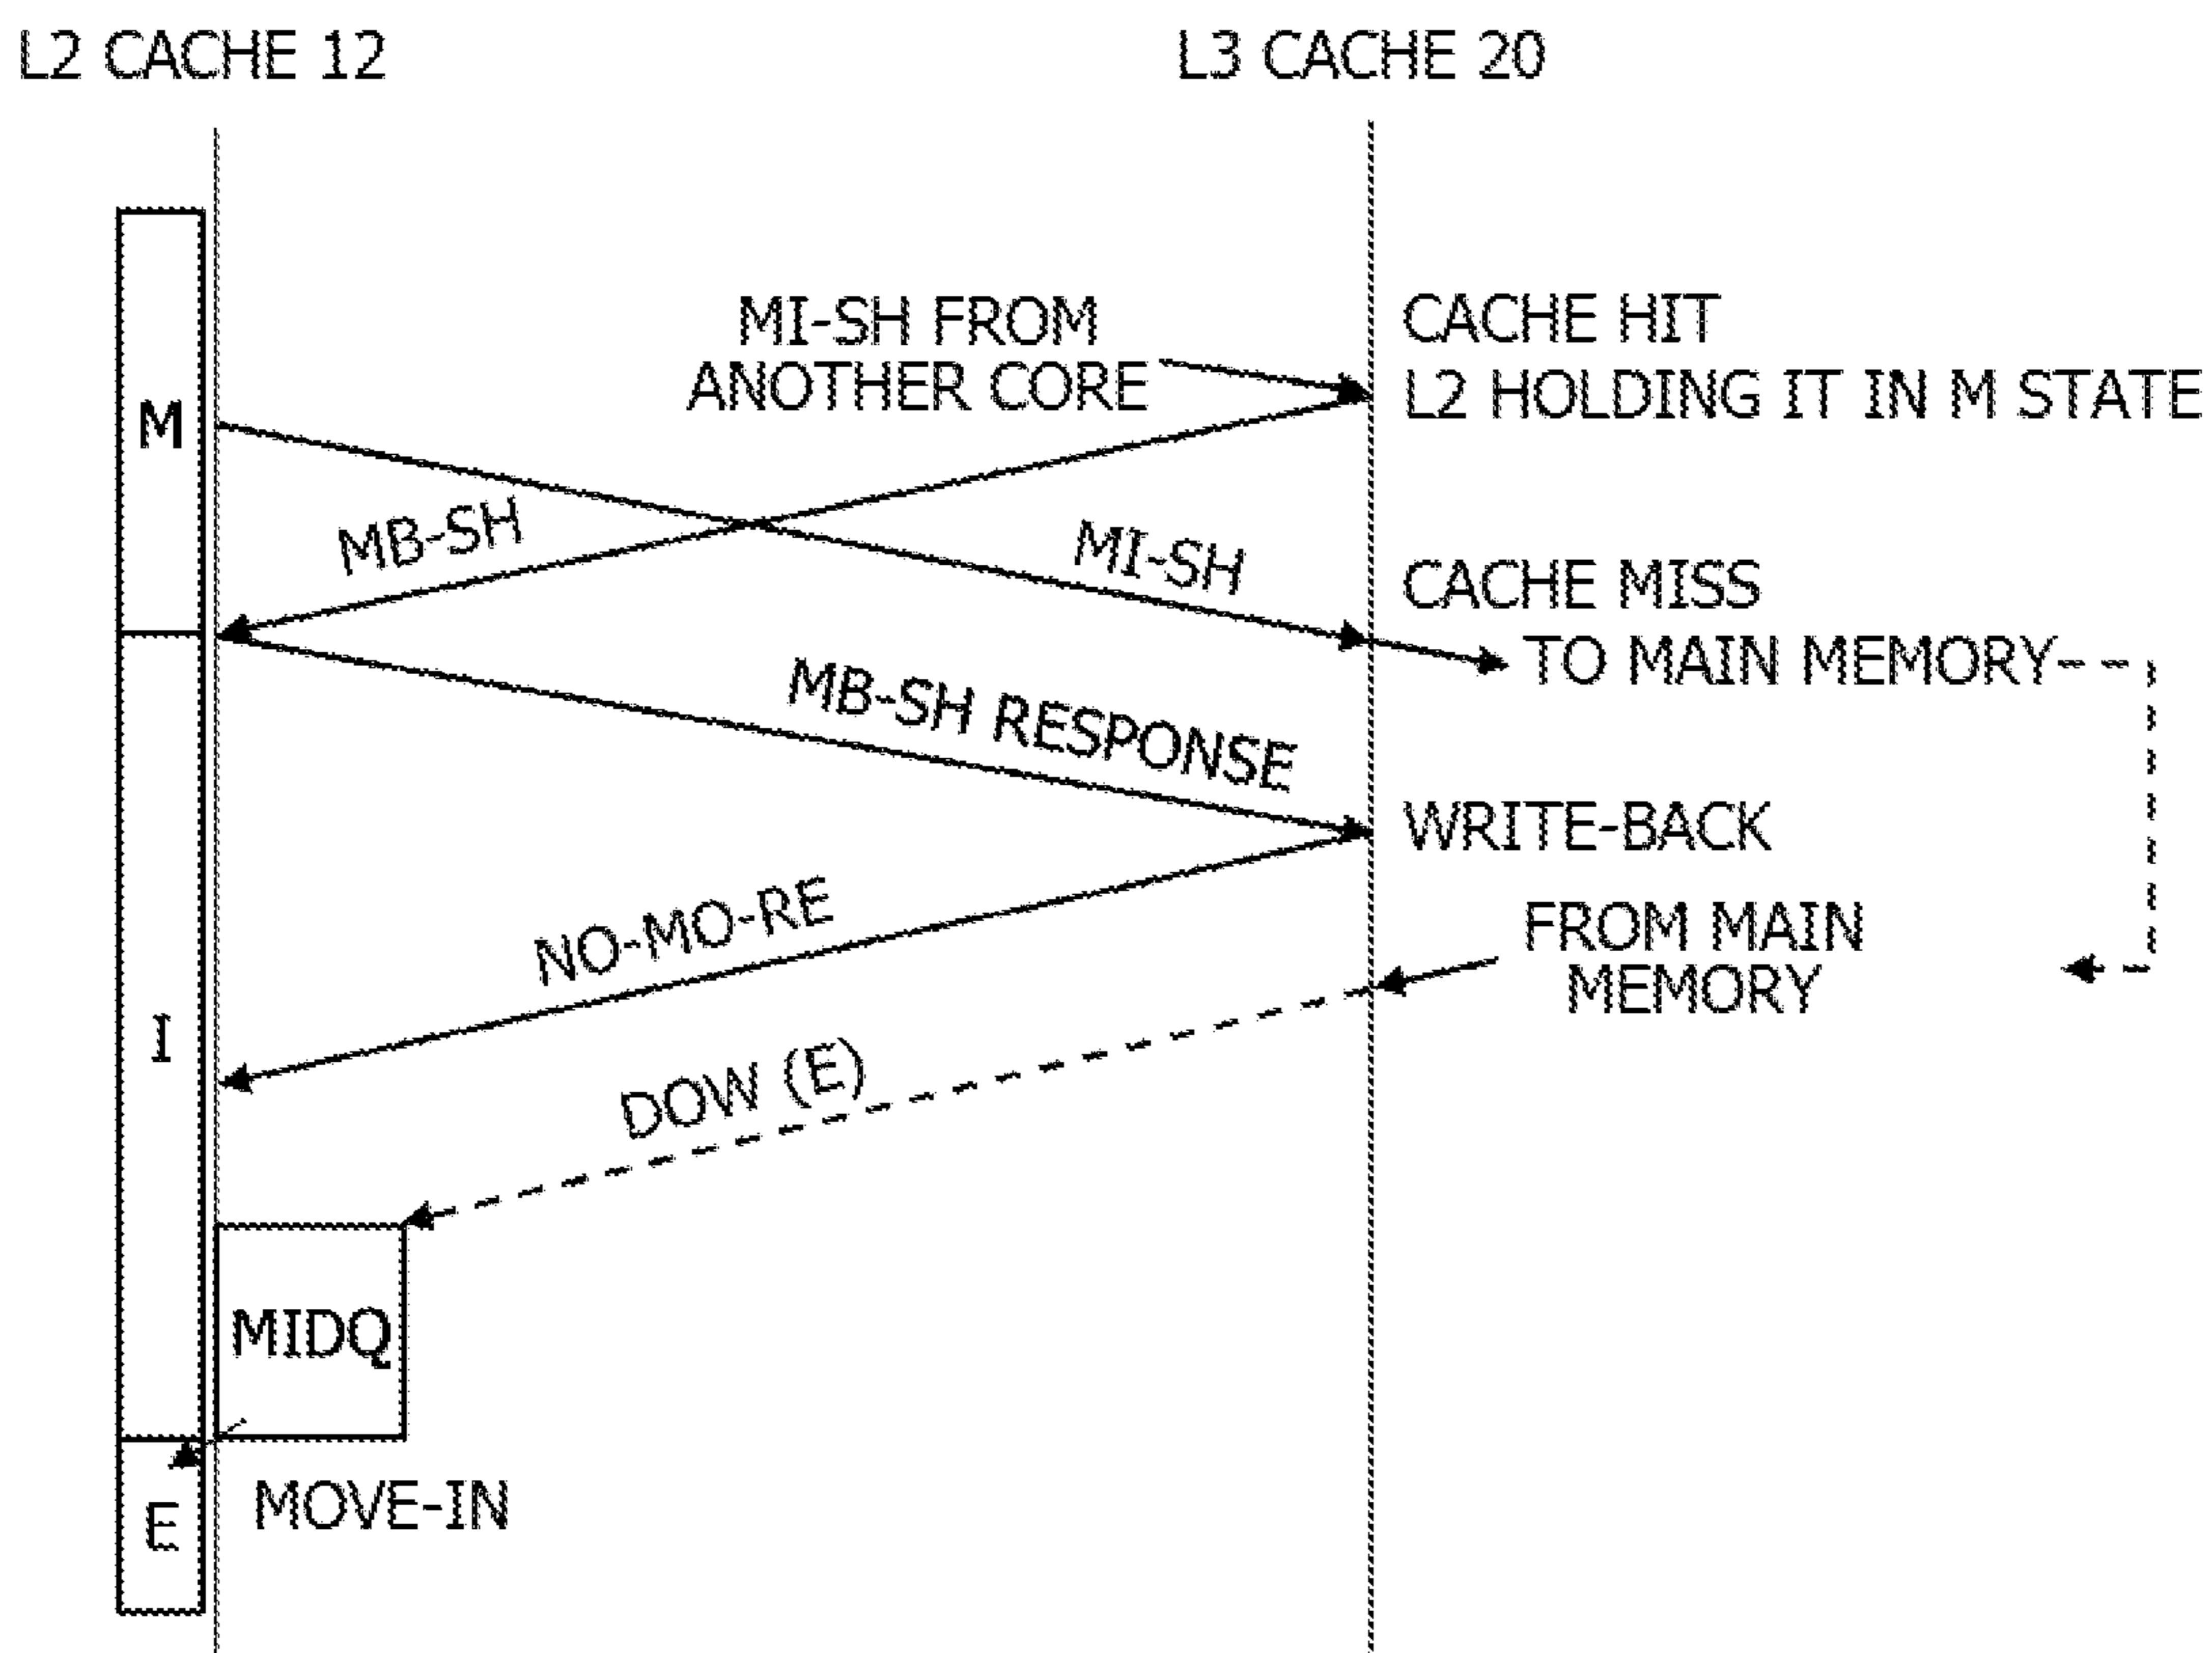 L2 CACHE 12
L3 CACHE 20
MI-SH FROM
ANOTHER CORE
CACHE HIT
L2 HOLDING IT IN M STATE
M
MB-SH
MI-SH
CACHE MISS
TO MAIN MEMORY
MB-SH RESPONSE
WRITE-BACK
NO-MO-RE
FROM MAIN
MEMORY
I
DOW (E)
MIDQ
MOVE-IN
E